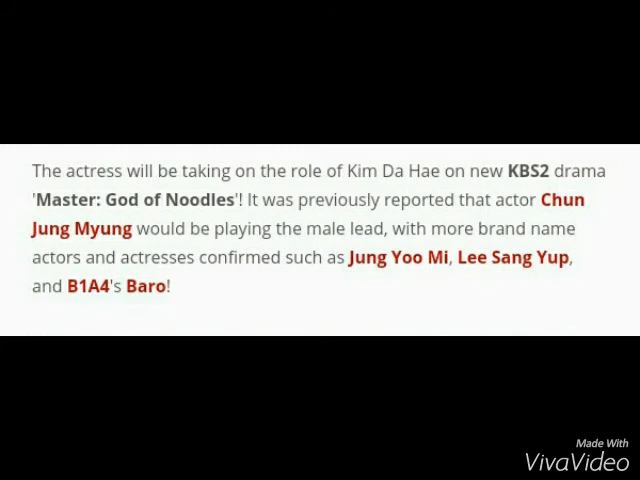 The actress will be taking on the role of Kim Da Hae on new KBS2 drama
'Master: God of Noodles'! It was previously reported that actor Chun
Jung Myung would be playing the male lead, with more brand name
actors and actresses confirmed such as Jung Yoo Mi, Lee Sang Yup,
and B1A4's Baro!
Made With
VivaVideo